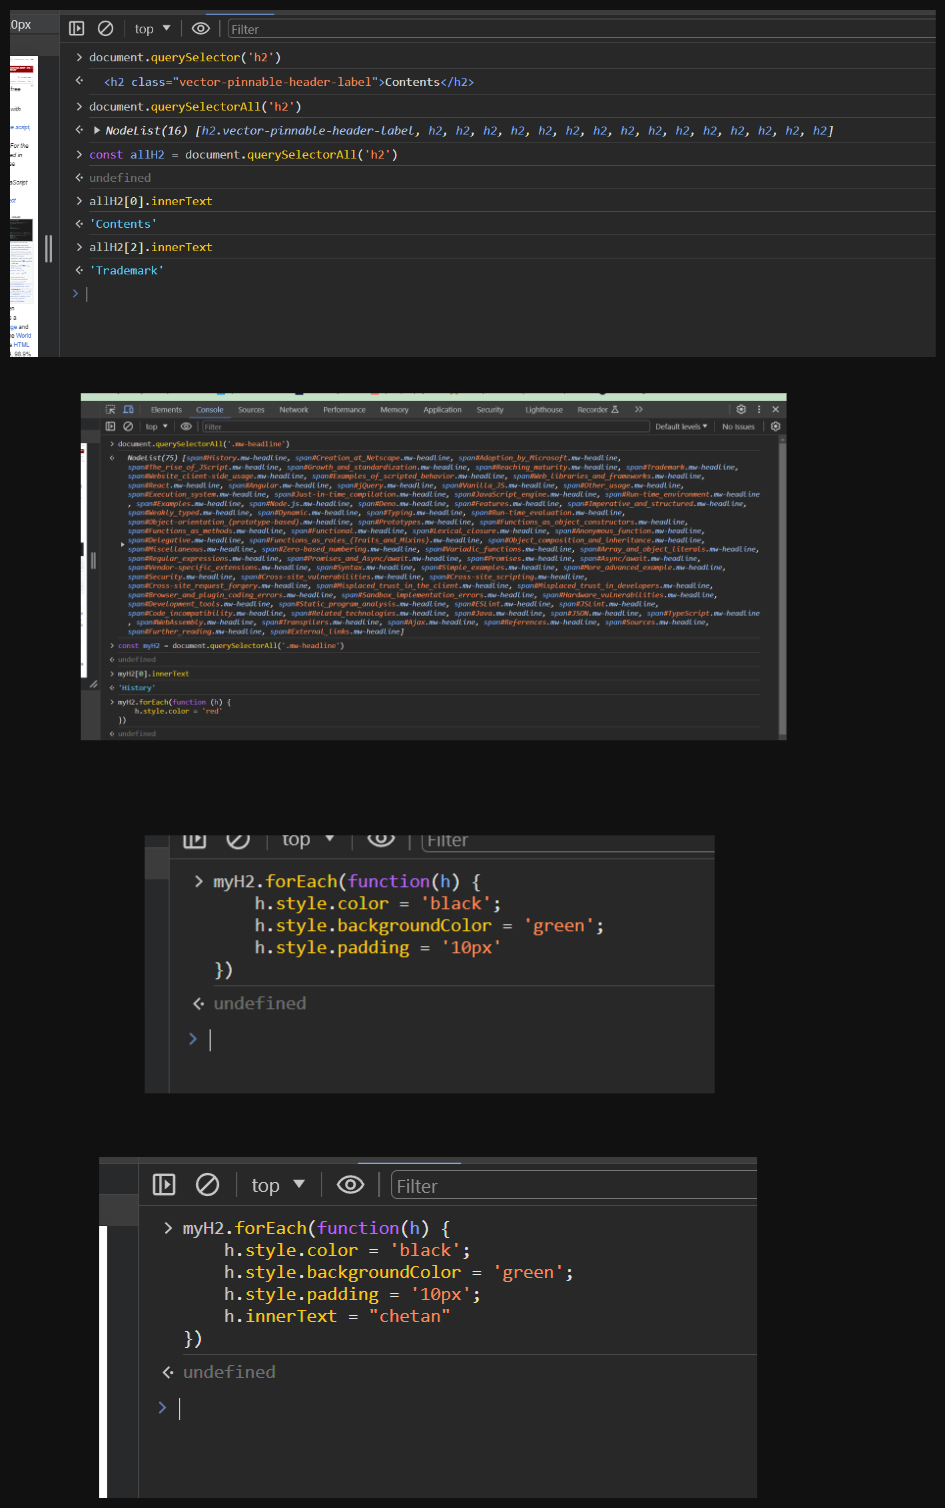 0px
top
Filter
document.querySelector('h2')
<h2 class="vector-pinnable-header-label">Contents</h2>
document.querySelectorAll('h2')
NodeList(16) [h2.vector-pinnable-header-label, h2, h2, h2, h2, h2, h2, h2, h2, h2, h2, h2, h2, h2, h2, h2]
const allH2 = document.querySelectorAll('h2')
undefined
allH2[0].innerText
'Contents'
allH2[2].innerText
'Trademark'
Elements Console Sources Network Performance Memory Application Security Lighthouse Recorder
top Filter Default levels No Issues
document.querySelectorAll('.mw-headline')
NodeList(75) [span#History.mw-headline, span#Creation_at_Netscape.mw-headline, span#Adoption_by_Microsoft.mw-headline,
span#The_rise_of_JScript.mw-headline, span#Growth_and_standardization.mw-headline, span#Reaching_maturity.mw-headline, span#Trademark.mw-headline,
span#Website_client-side_usage.mw-headline, span#Examples_of_scripted_behavior.mw-headline, span#Web_libraries_and_frameworks.mw-headline,
span#React.mw-headline, span#Angular.mw-headline, span#jQuery.mw-headline, span#Vanilla_JS.mw-headline, span#Other_usage.mw-headline,
span#Execution_system.mw-headline, span#Just-in-time_compilation.mw-headline, span#JavaScript_engine.mw-headline, span#Run-time_environment.mw-headline
, span#Examples.mw-headline, span#Node.js.mw-headline, span#Deno.mw-headline, span#Features.mw-headline, span#Imperative_and_structured.mw-headline,
span#Weakly_typed.mw-headline, span#Dynamic.mw-headline, span#Typing.mw-headline, span#Run-time_evaluation.mw-headline,
span#Object-orientation_(prototype-based).mw-headline, span#Prototypes.mw-headline, span#Functions_as_object_constructors.mw-headline,
span#Functions_as_methods.mw-headline, span#Functional.mw-headline, span#Lexical_closure.mw-headline, span#Anonymous_function.mw-headline,
span#Delegative.mw-headline, span#Functions_as_roles_(Traits_and_Mixins).mw-headline, span#Object_composition_and_inheritance.mw-headline,
span#Miscellaneous.mw-headline, span#Zero-based_numbering.mw-headline, span#Variadic_functions.mw-headline, span#Array_and_object_literals.mw-headline,
span#Regular_expressions.mw-headline, span#Promises_and_Async/await.mw-headline, span#Promises.mw-headline, span#Async/await.mw-headline,
span#Vendor-specific_extensions.mw-headline, span#Syntax.mw-headline, span#Simple_examples.mw-headline, span#More_advanced_example.mw-headline,
span#Security.mw-headline, span#Cross-site_vulnerabilities.mw-headline, span#Cross-site_scripting.mw-headline,
span#Cross-site_request_forgery.mw-headline, span#Misplaced_trust_in_the_client.mw-headline, span#Misplaced_trust_in_developers.mw-headline,
span#Browser_and_plugin_coding_errors.mw-headline, span#Sandbox_implementation_errors.mw-headline, span#Hardware_vulnerabilities.mw-headline,
span#Development_tools.mw-headline, span#Static_program_analysis.mw-headline, span#ESLint.mw-headline, span#JSLint.mw-headline,
span#Code_incompatibility.mw-headline, span#Related_technologies.mw-headline, span#Java.mw-headline, span#JSON.mw-headline, span#TypeScript.mw-headline
, span#WebAssembly.mw-headline, span#Transpilers.mw-headline, span#Ajax.mw-headline, span#References.mw-headline, span#Sources.mw-headline,
span#Further_reading.mw-headline, span#External_links.mw-headline]
const myH2 = document.querySelectorAll('.mw-headline')
undefined
myH2[0].innerText
'History'
myH2.forEach(function (h) {
h.style.color = 'red'
})
undefined
top Filter
myH2.forEach(function(h) {
h.style.color = 'black';
h.style.backgroundColor = 'green';
h.style.padding = '10px'
})
undefined
top Filter
myH2.forEach(function(h) {
h.style.color = 'black';
h.style.backgroundColor = 'green';
h.style.padding = '10px';
h.innerText = "chetan"
})
undefined